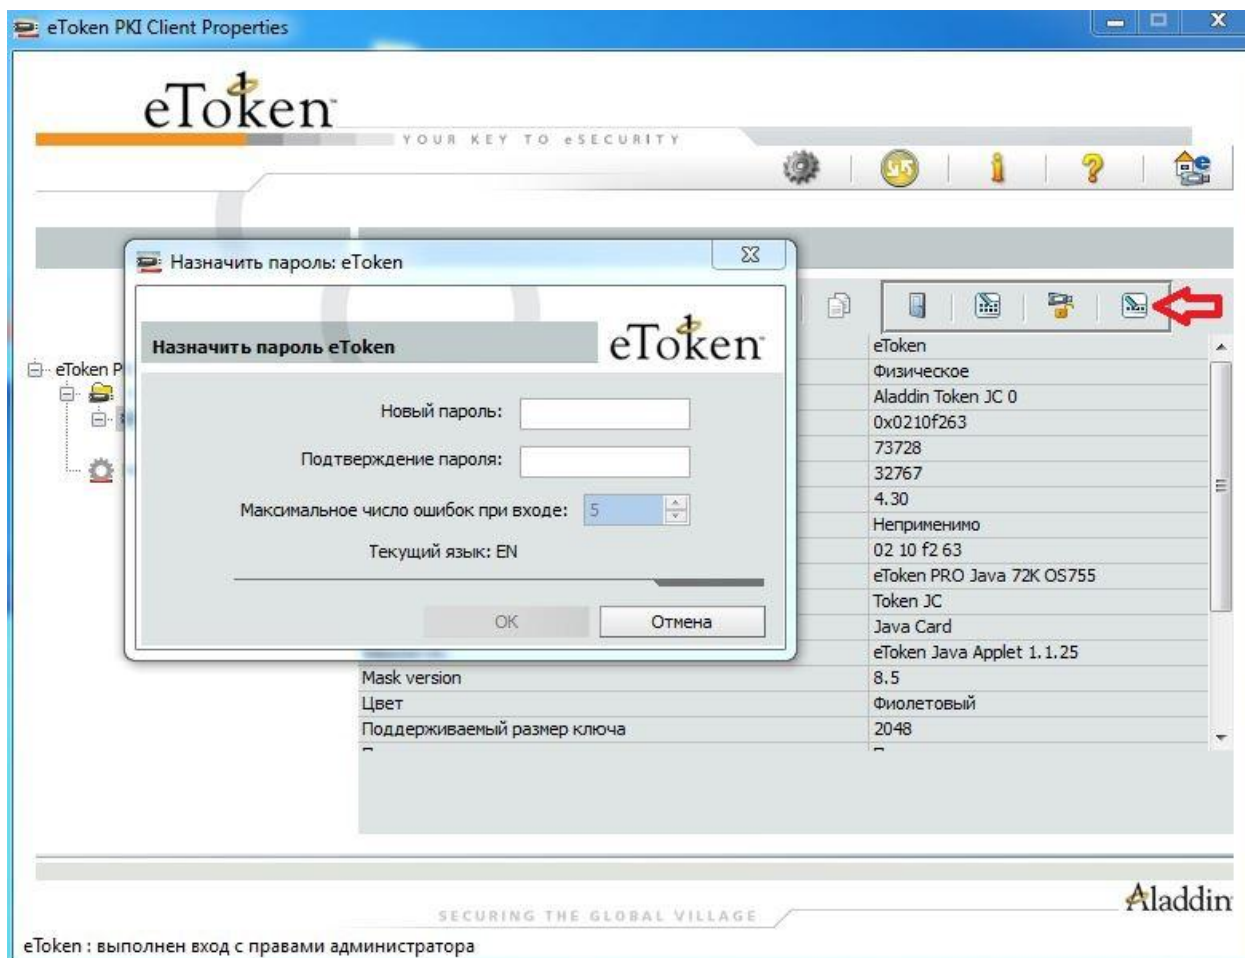 eToken PKI Client Properties
eToken
YOUR KEY TO eSECURITY
Назначить пароль: eToken
Назначить пароль eToken
eToken
Новый пароль:
Подтверждение пароля:
Максимальное число ошибок при входе: 5
Текущий язык: EN
OK
Отмена
eToken P
eToken
Физическое
Aladdin Token JC 0
0x0210f263
73728
32767
4.30
Неприменимо
02 10 f2 63
eToken PRO Java 72K OS755
Token JC
Java Card
eToken Java Applet 1.1.25
Mask version 8.5
Цвет Фиолетовый
Поддерживаемый размер ключа 2048
Aladdin
SECURING THE GLOBAL VILLAGE
eToken : выполнен вход с правами администратора